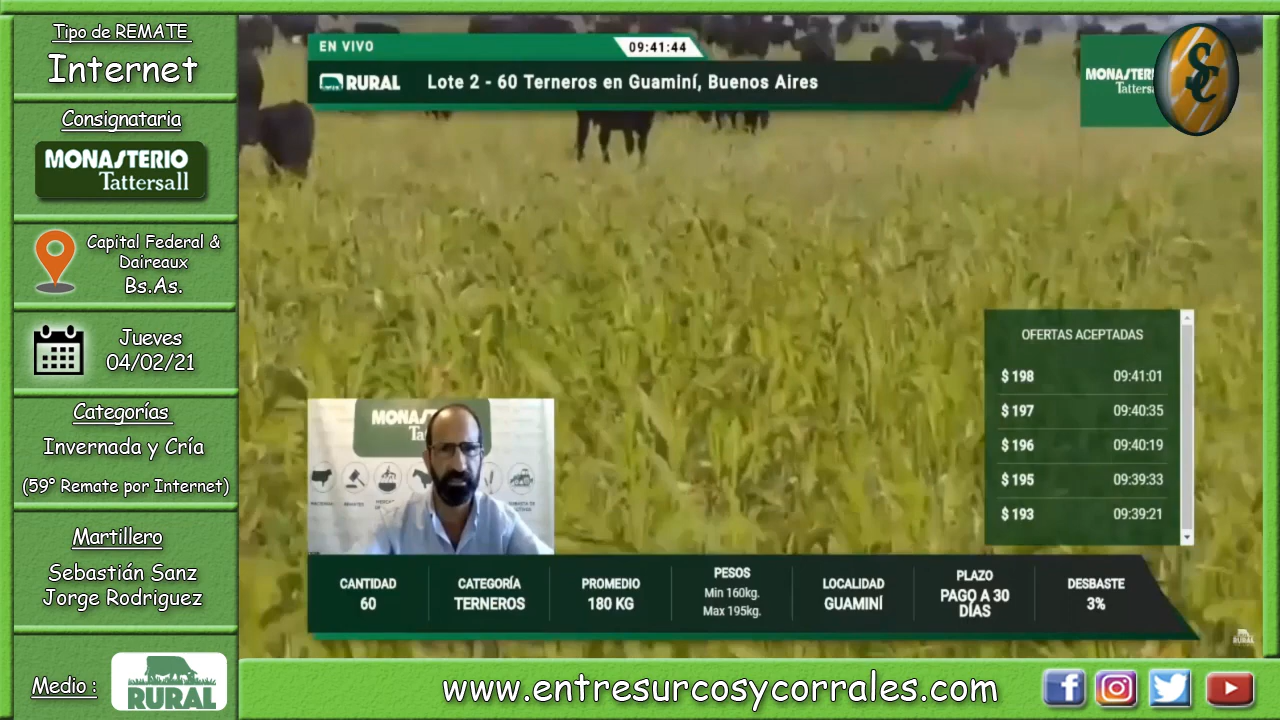 Tipo de REMATE
Internet
Consignataria
MONASTERIO
Tattersall
Capital Federal &
Daireaux
Bs.As.
Jueves
04/02/21
Categorías
Invernada y Cría
(59° Remate por Internet)
Martillero
Sebastián Sanz
Jorge Rodriguez
Medio :
RURAL
EN VIVO
09:41:44
RURAL
Lote 2 - 60 Terneros en Guaminí, Buenos Aires
SC
OFERTAS ACEPTADAS
$ 198 09:41:01
$ 197 09:40:35
$ 196 09:40:19
$ 195 09:39:33
$ 193 09:39:21
CANTIDAD
60
CATEGORÍA
TERNEROS
PROMEDIO
180 KG
PESOS
Min 160kg.
Max 195kg.
LOCALIDAD
GUAMINÍ
PLAZO
PAGO A 30
DÍAS
DESBASTE
3%
RURAL
www.entresurcosycorrales.com